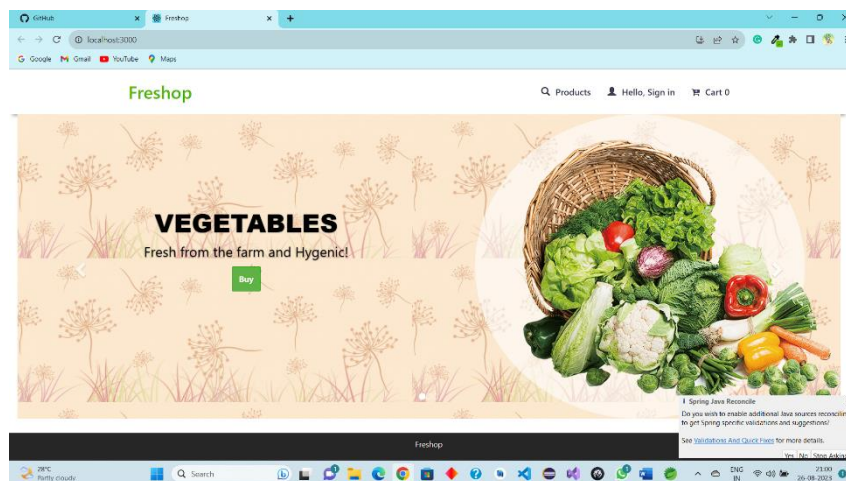 GitHub
Freshop
localhost:3000
Google Gmail YouTube Maps
Freshop
Products Hello, Sign in Cart 0
VEGETABLES
Fresh from the farm and Hygenic!
Buy
Spring Java Reconcile
Do you wish to enable additional Java sources reconcilin
to get Spring specific validations and suggestions?
See Validations And Quick Fixes for more details.
Yes No Stop Askin
Freshop
28°C
Partly cloudy
Search
ENG
IN
21:00
26-08-2023